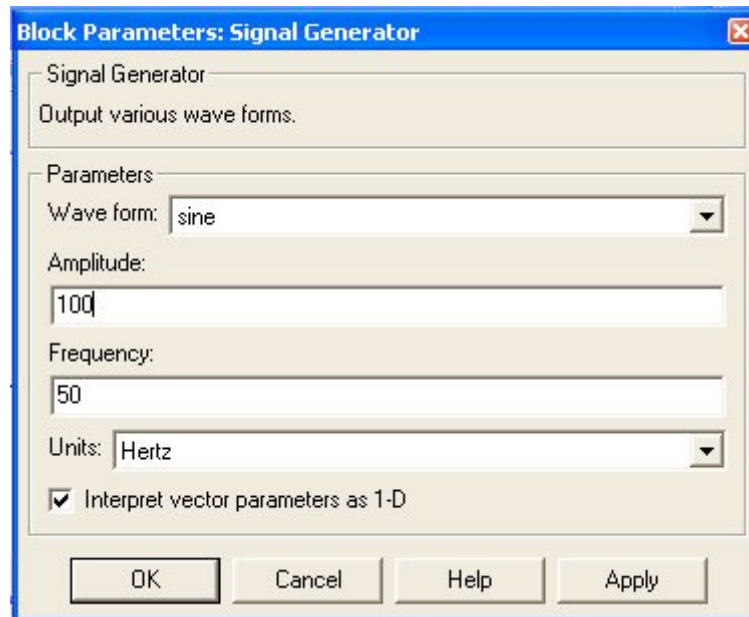 Block Parameters: Signal Generator
Signal Generator
Output various wave forms.
Parameters
Wave form: sine
Amplitude:
100
Frequency:
50
Units: Hertz
Interpret vector parameters as 1-D
OK Cancel Help Apply